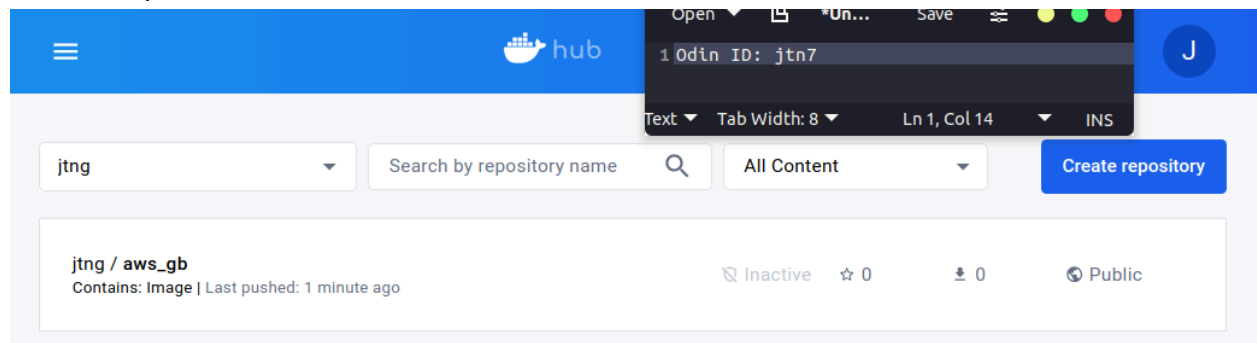 Open *Un... Save
hub
1 Odin ID: jtn7
J
Text Tab Width: 8 Ln 1, Col 14 INS
jtng Search by repository name All Content Create repository
jtng / aws_gb
Contains: Image | Last pushed: 1 minute ago
Inactive 0 0 Public